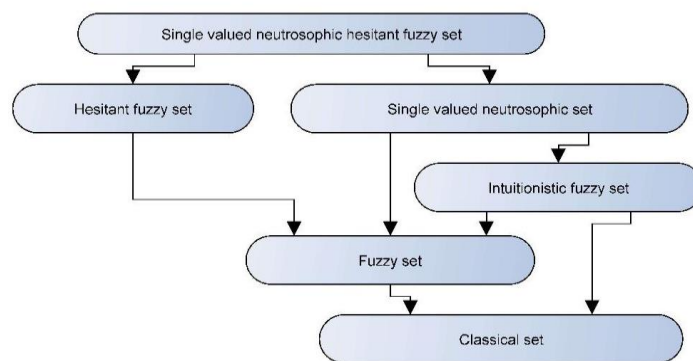 Single valued neutrosophic hesitant fuzzy set
Hesitant fuzzy set
Single valued neutrosophic set
Intuitionistic fuzzy set
Fuzzy set
Classical set